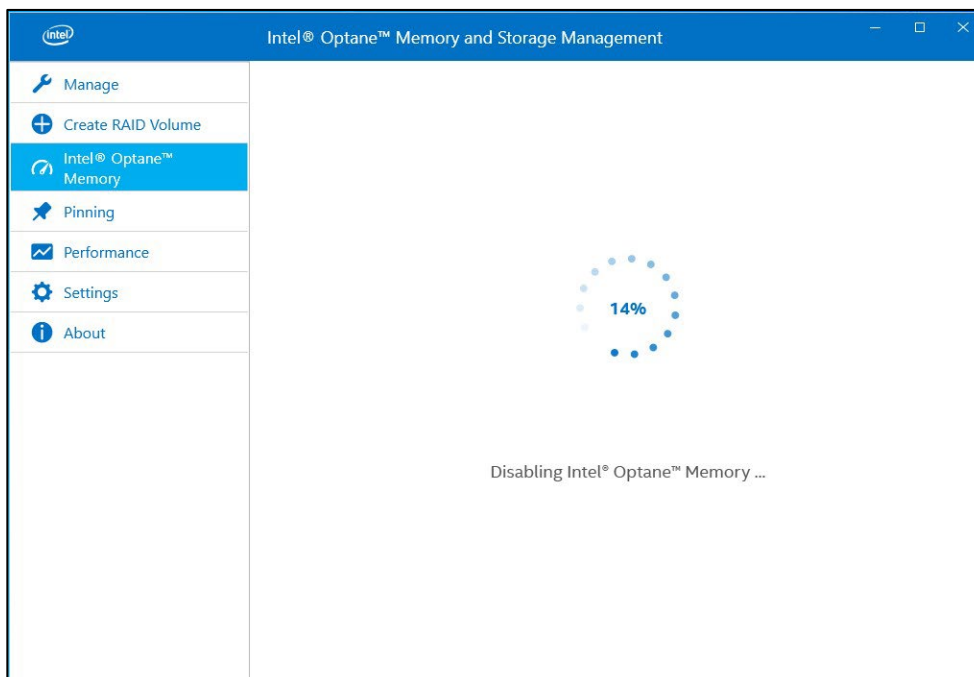 intel
Intel® Optane™ Memory and Storage Management
Manage
Create RAID Volume
Intel® Optane™
Memory
Pinning
Performance
Settings
About
14%
Disabling Intel® Optane™ Memory ...